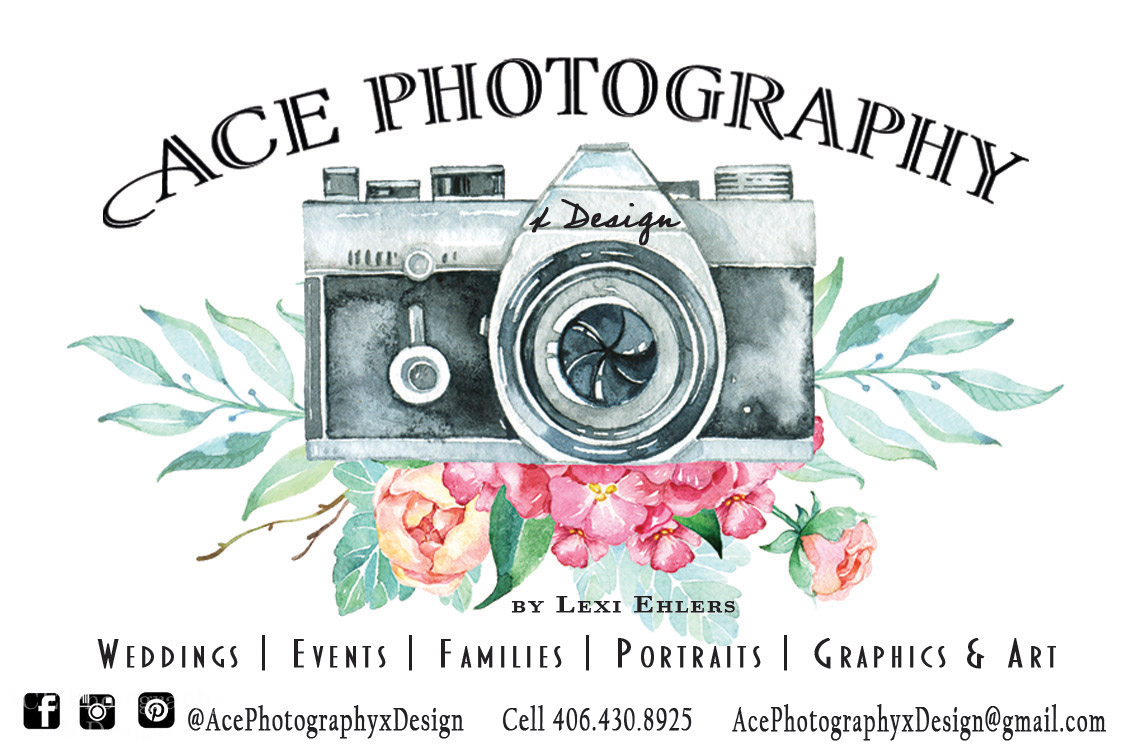 ACE PHOTOGRAPHY
x Design
BY LEXI EHLERS
WEDDINGS | EVENTS | FAMILIES | PORTRAITS | GRAPHICS & ART
@AcePhotographyxDesign Cell 406.430.8925 AcePhotographyxDesign@gmail.com